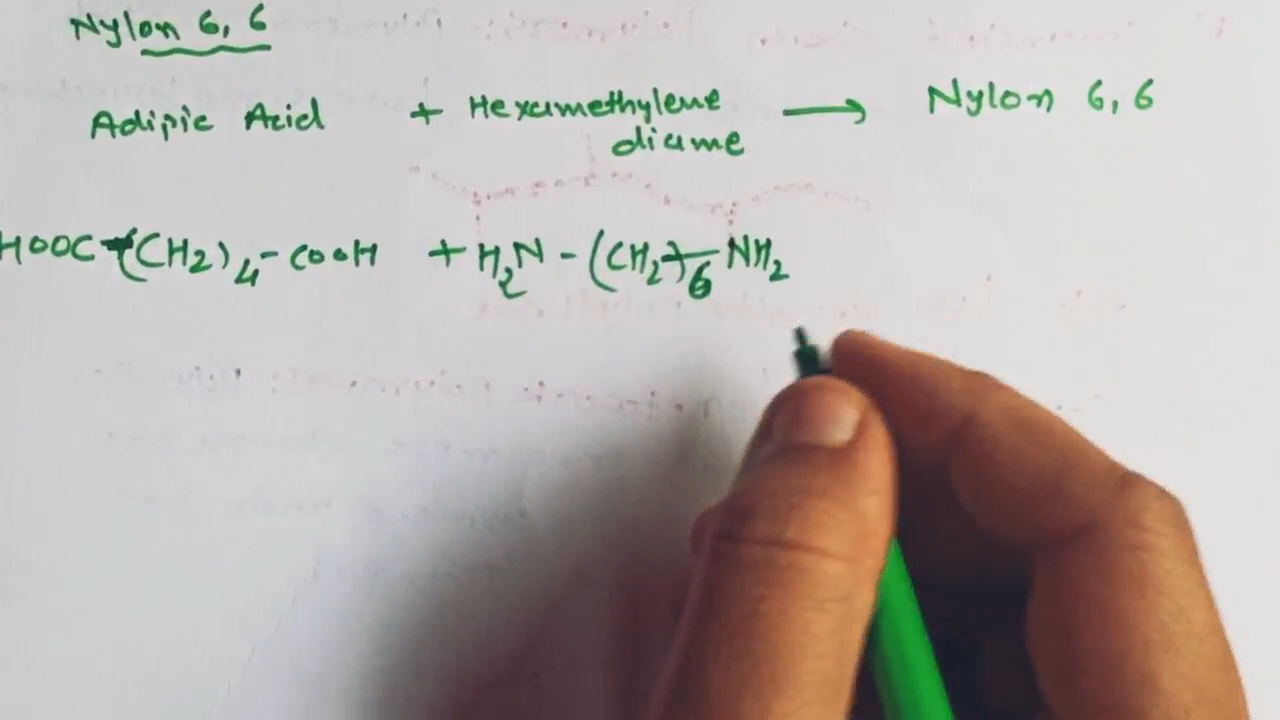 Nylon 6, 6
Adipic Acid + Hexamethylene diame → Nylon 6, 6
HOOC-(CH2)4-COOH + H2N-(CH2)6-NH2